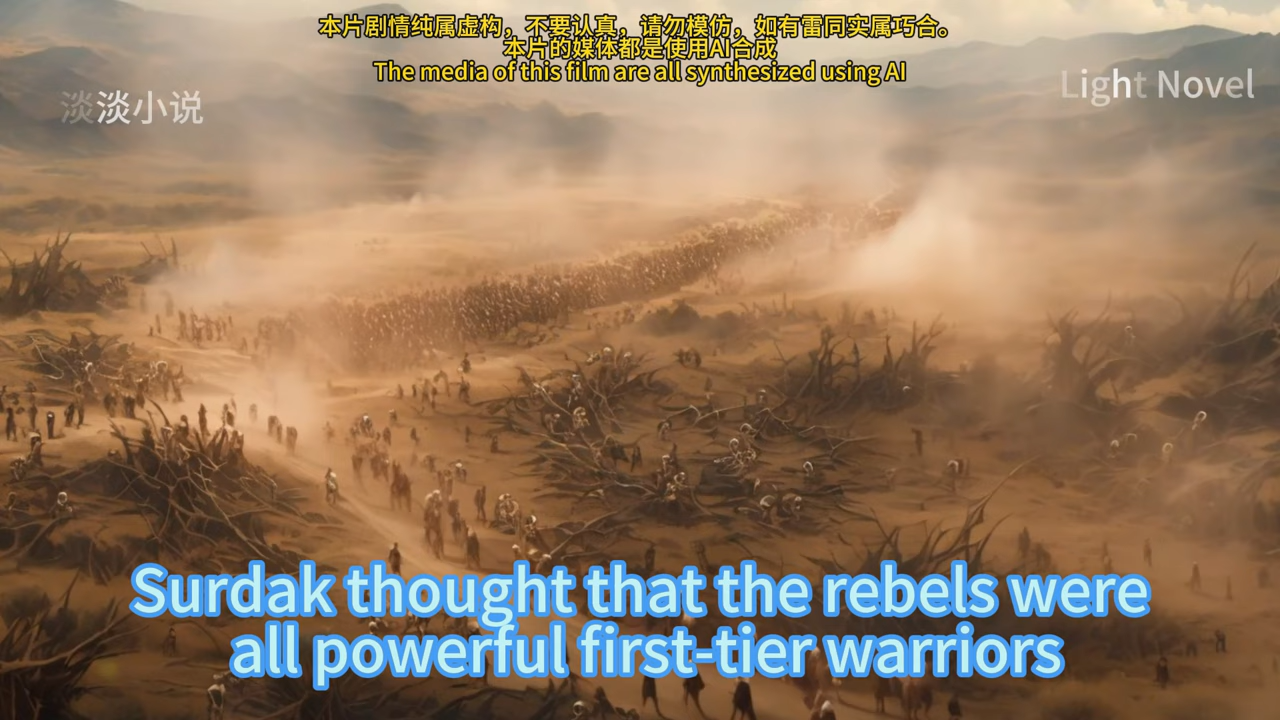 本片剧情纯属虚构，不要认真，请勿模仿，如有雷同实属巧合。
本片的媒体都是使用AI合成
The media of this film are all synthesized using AI
淡淡小说
Light Novel
Surdak thought that the rebels were
all powerful first-tier warriors